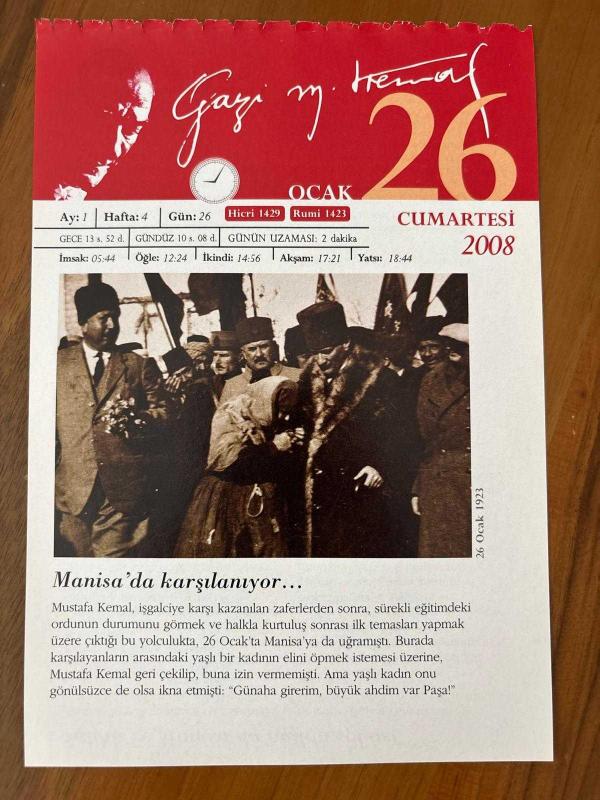 Gazi M. Kemal
26
OCAK
CUMARTESİ
2008
Ay: 1 Hafta: 4 Gün: 26 Hicri 1429 Rumi 1423
GECE 13 s. 52 d. GÜNDÜZ 10 s. 08 d. GÜNÜN UZAMASI: 2 dakika
İmsak: 05:44 Öğle: 12:24 İkindi: 14:56 Akşam: 17:21 Yatsı: 18:44
26 Ocak 1923
Manisa’da karşılanıyor…
Mustafa Kemal, işgalciye karşı kazanılan zaferlerden sonra, sürekli eğitimdeki
ordunun durumunu görmek ve halkla kurtuluş sonrası ilk temasları yapmak
üzere çıktığı bu yolculukta, 26 Ocak’ta Manisa’ya da uğramıştı. Burada
karşılayanların arasındaki yaşlı bir kadının elini öpmek istemesi üzerine,
Mustafa Kemal geri çekilip, buna izin vermemişti. Ama yaşlı kadın onu
gönülsüzce de olsa ikna etmişti: “Günaha girerim, büyük ahdim var Paşa!”